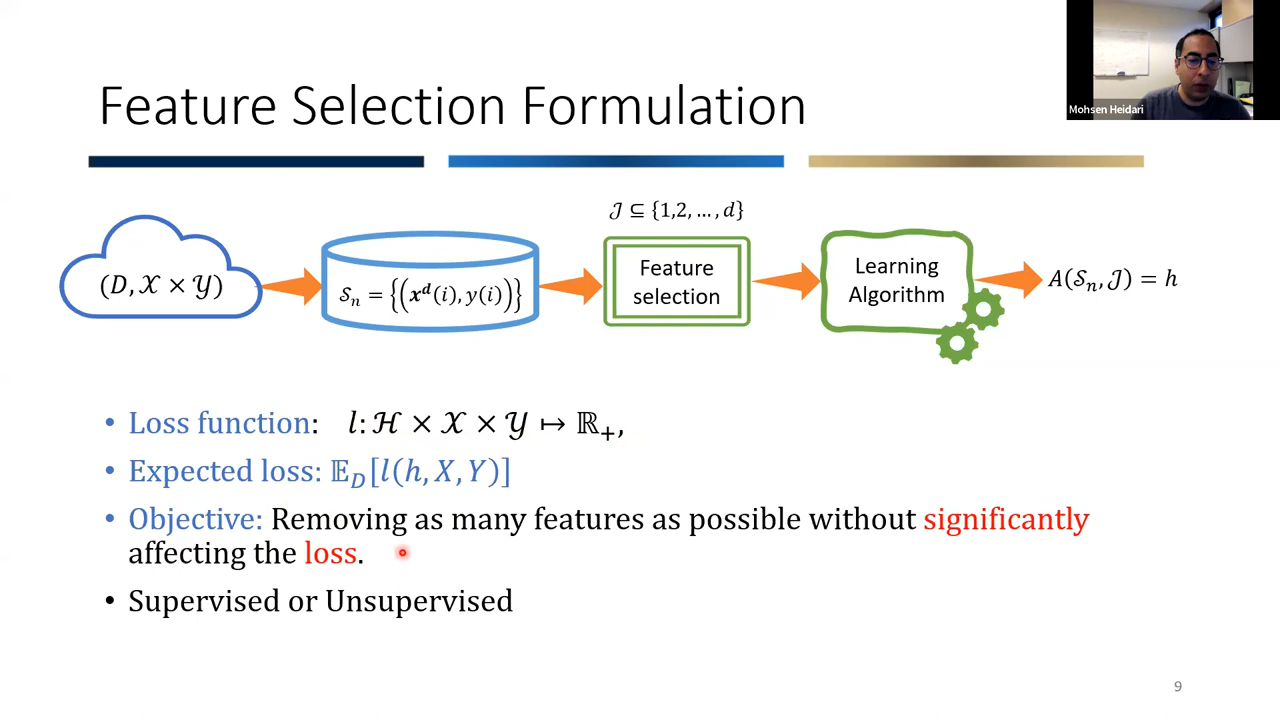 Mohsen Heidari
Feature Selection Formulation
𝒥 ⊆ {1,2, … , d}
(D, 𝒳 × 𝒴)
𝒮ₙ = {(𝒙ᵈ(i), y(i))}
Feature
selection
Learning
Algorithm
A(𝒮ₙ, 𝒥) = h
• Loss function: l: ℋ × 𝒳 × 𝒴 ↦ ℝ₊,
• Expected loss: 𝔼_D[l(h, X, Y)]
• Objective: Removing as many features as possible without significantly
affecting the loss.
• Supervised or Unsupervised
9